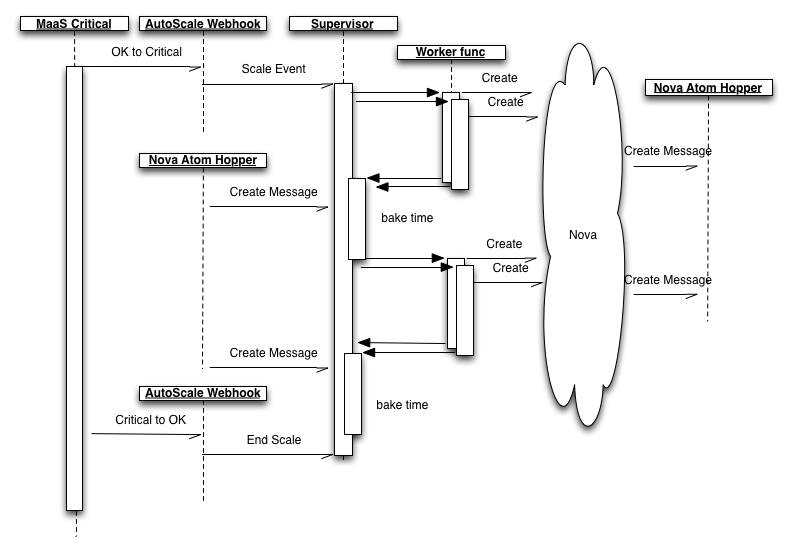 MaaS Critical
AutoScale Webhook
Supervisor
Worker func
OK to Critical
Scale Event
Create
Create
Nova Atom Hopper
Create Message
Nova Atom Hopper
Create Message
bake time
Nova
Create
Create
Create Message
Create Message
AutoScale Webhook
bake time
Critical to OK
End Scale